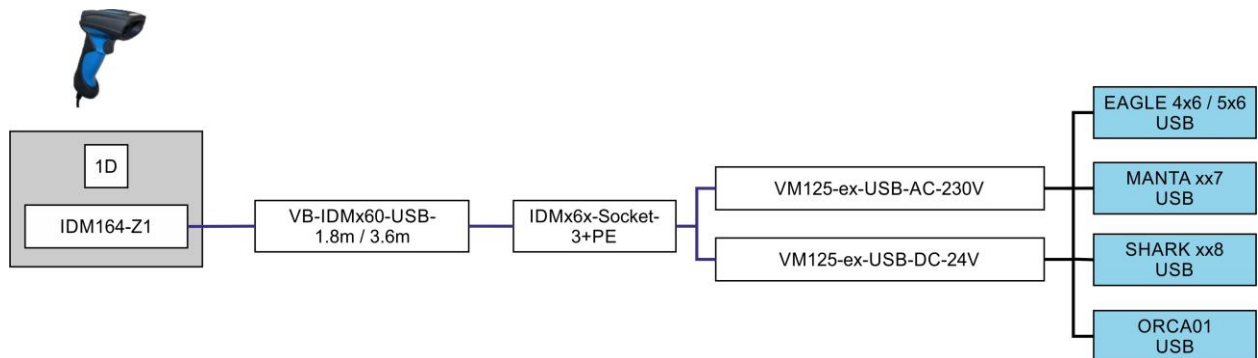 1D
IDM164-Z1
VB-IDMx60-USB-
1.8m / 3.6m
IDMx6x-Socket-
3+PE
VM125-ex-USB-AC-230V
VM125-ex-USB-DC-24V
EAGLE 4x6 / 5x6
USB
MANTA xx7
USB
SHARK xx8
USB
ORCA01
USB